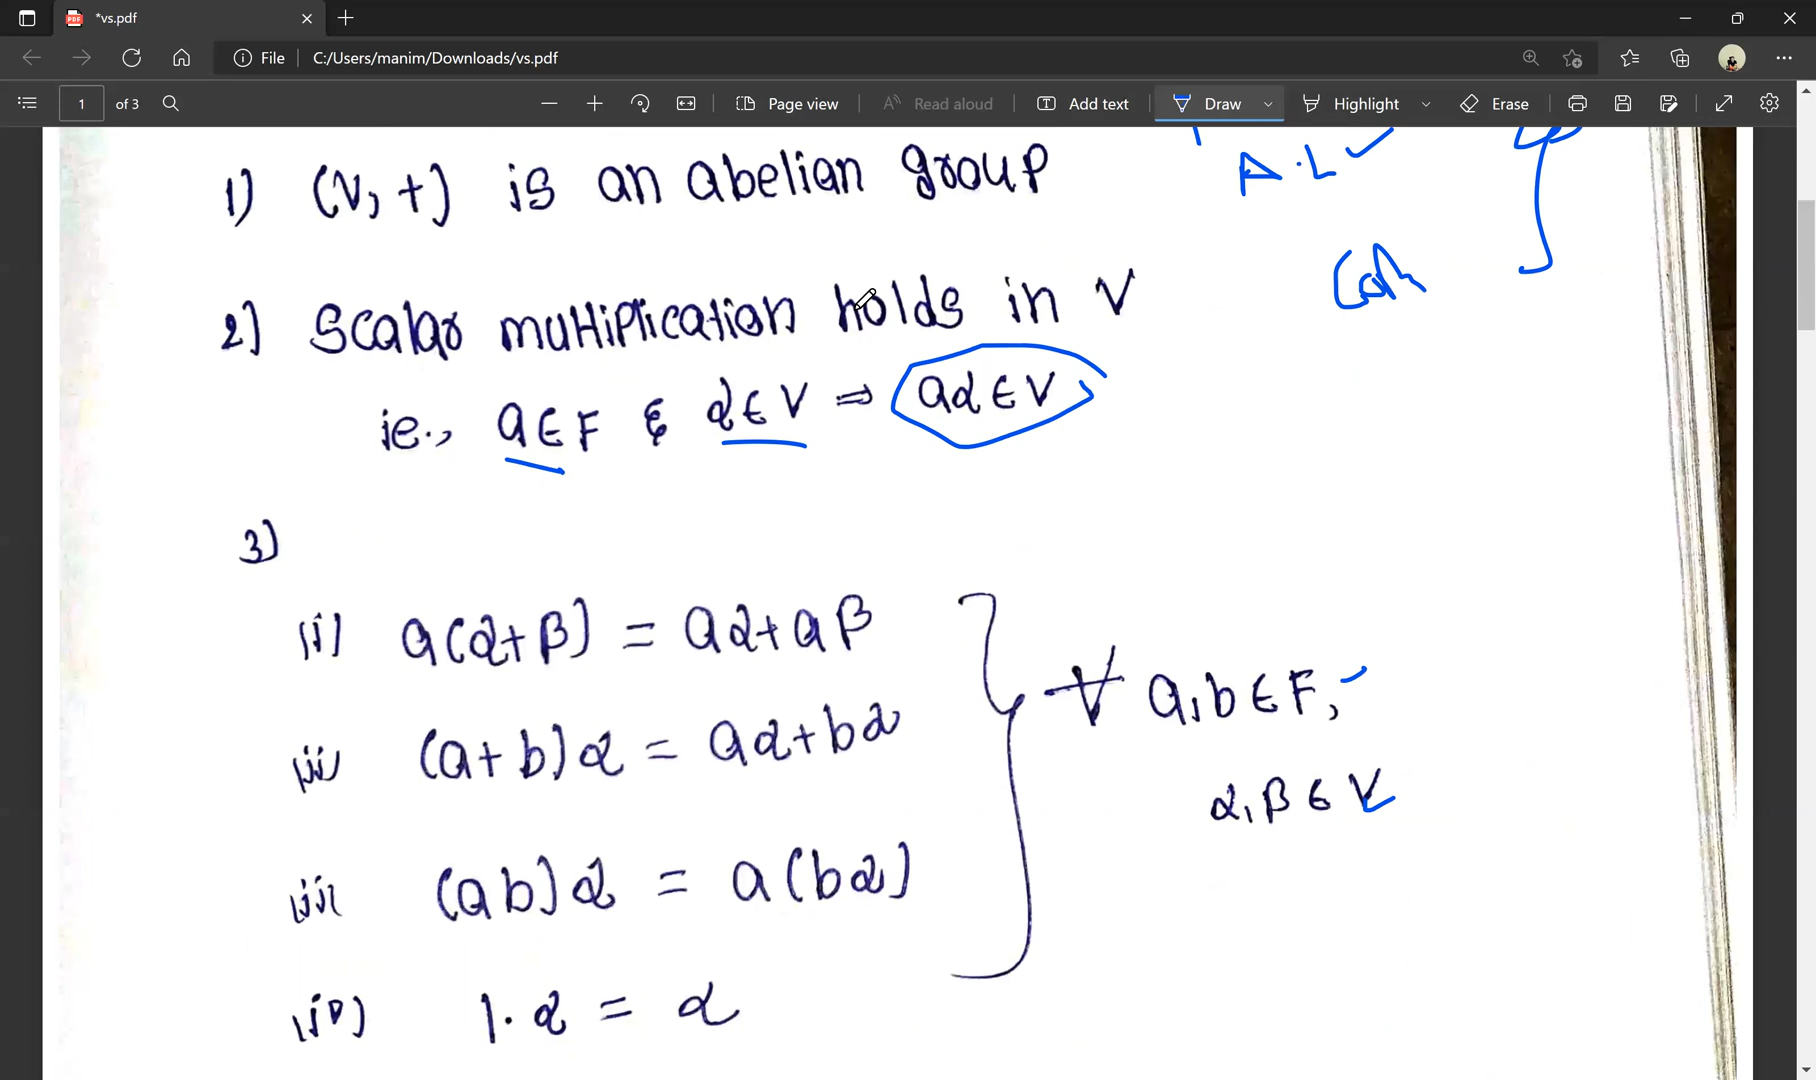 *vs.pdf
File C:/Users/manim/Downloads/vs.pdf
1 of 3 Page view Read aloud Add text Draw Highlight Erase
A.L
1) (V, +) is an abelian group
2) Scalar multiplication holds in V
ie., a ∈ F & α ∈ V ⇒ aα ∈ V
3)
(i) a(α+β) = aα+aβ
(ii) (a+b)α = aα+bα
∀ a,b ∈ F,
α,β ∈ V
(iii) (ab)α = a(bα)
(iv) 1·α = α